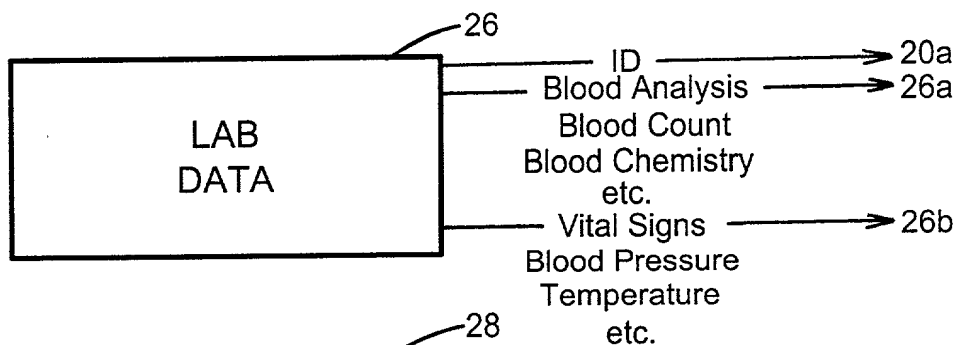 26
ID 20a
Blood Analysis 26a
LAB
DATA
Blood Count
Blood Chemistry
etc.
Vital Signs 26b
Blood Pressure
Temperature
etc.
28